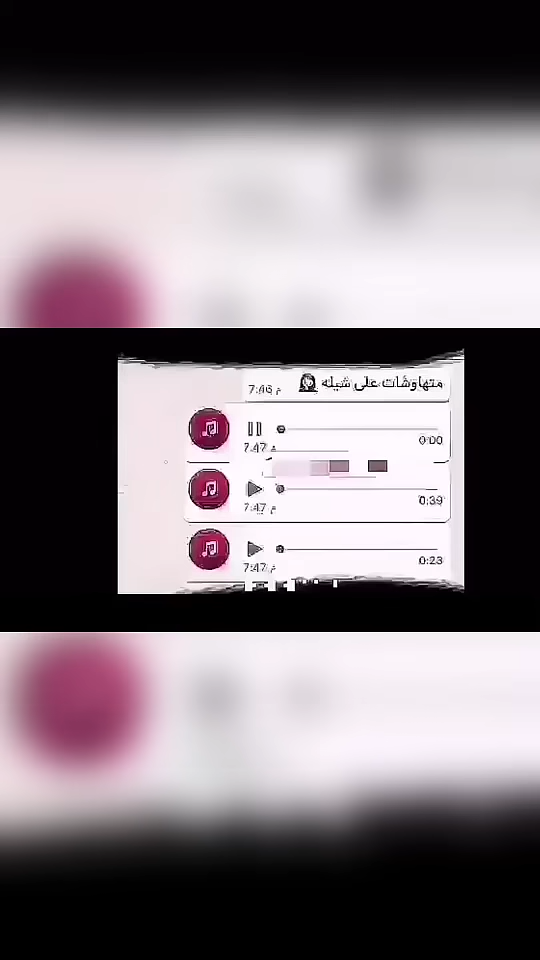 متهاوشات على شيله
7:46 م
0:00
7:47 م
0:39
7:47 م
0:23
7:47 م